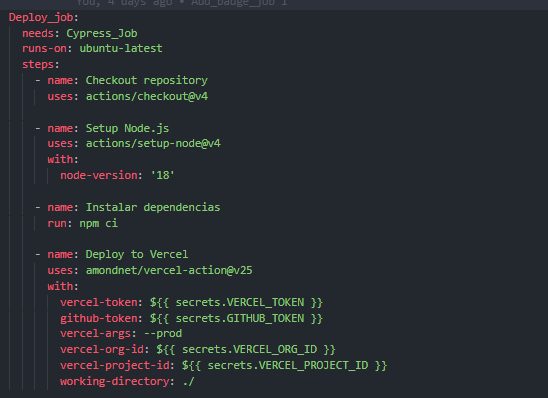 You, 4 days ago • Add_badge_job 1
Deploy_job:
  needs: Cypress_Job
  runs-on: ubuntu-latest
  steps:
    - name: Checkout repository
      uses: actions/checkout@v4
    - name: Setup Node.js
      uses: actions/setup-node@v4
      with:
        node-version: '18'
    - name: Instalar dependencias
      run: npm ci
    - name: Deploy to Vercel
      uses: amondnet/vercel-action@v25
      with:
        vercel-token: ${{ secrets.VERCEL_TOKEN }}
        github-token: ${{ secrets.GITHUB_TOKEN }}
        vercel-args: --prod
        vercel-org-id: ${{ secrets.VERCEL_ORG_ID }}
        vercel-project-id: ${{ secrets.VERCEL_PROJECT_ID }}
        working-directory: ./